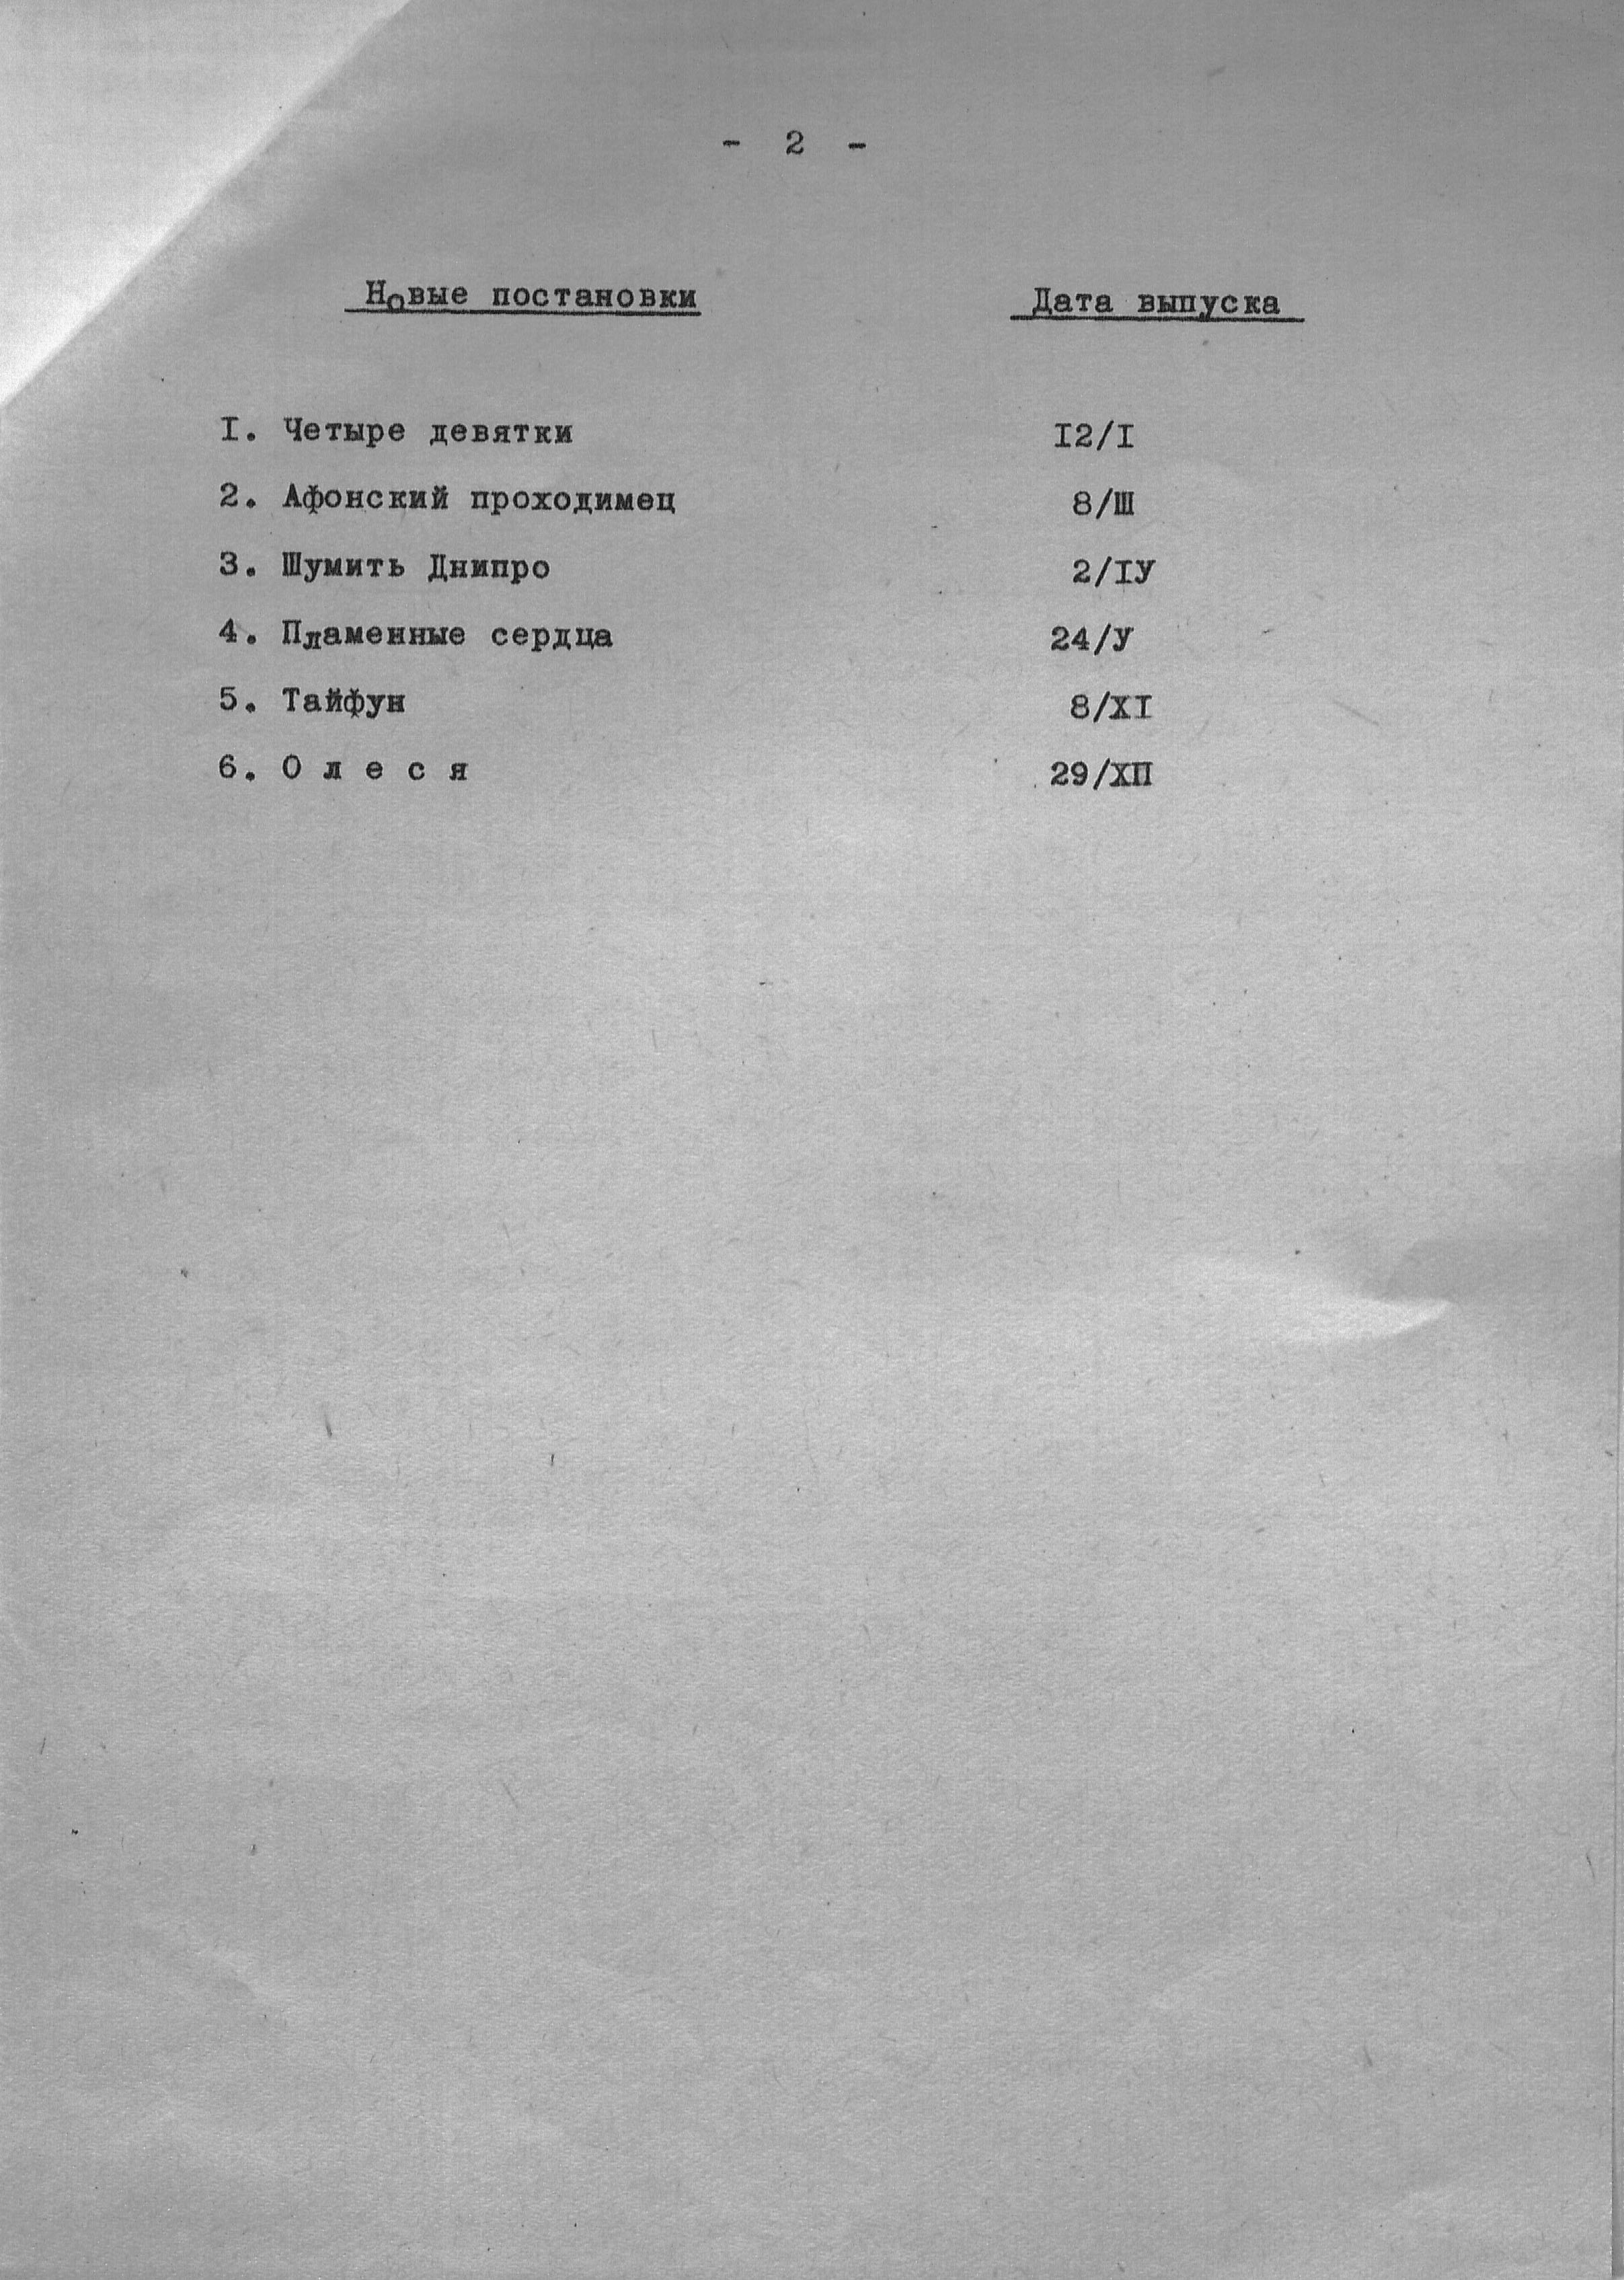 - 2 -
Новые постановки Дата выпуска
I. Четыре девятки I2/I
2. Афонский проходимец 8/Ш
3. Шумить Днипро 2/IУ
4. Пламенные сердца 24/У
5. Тайфун 8/XI
6. О л е с я 29/ХП